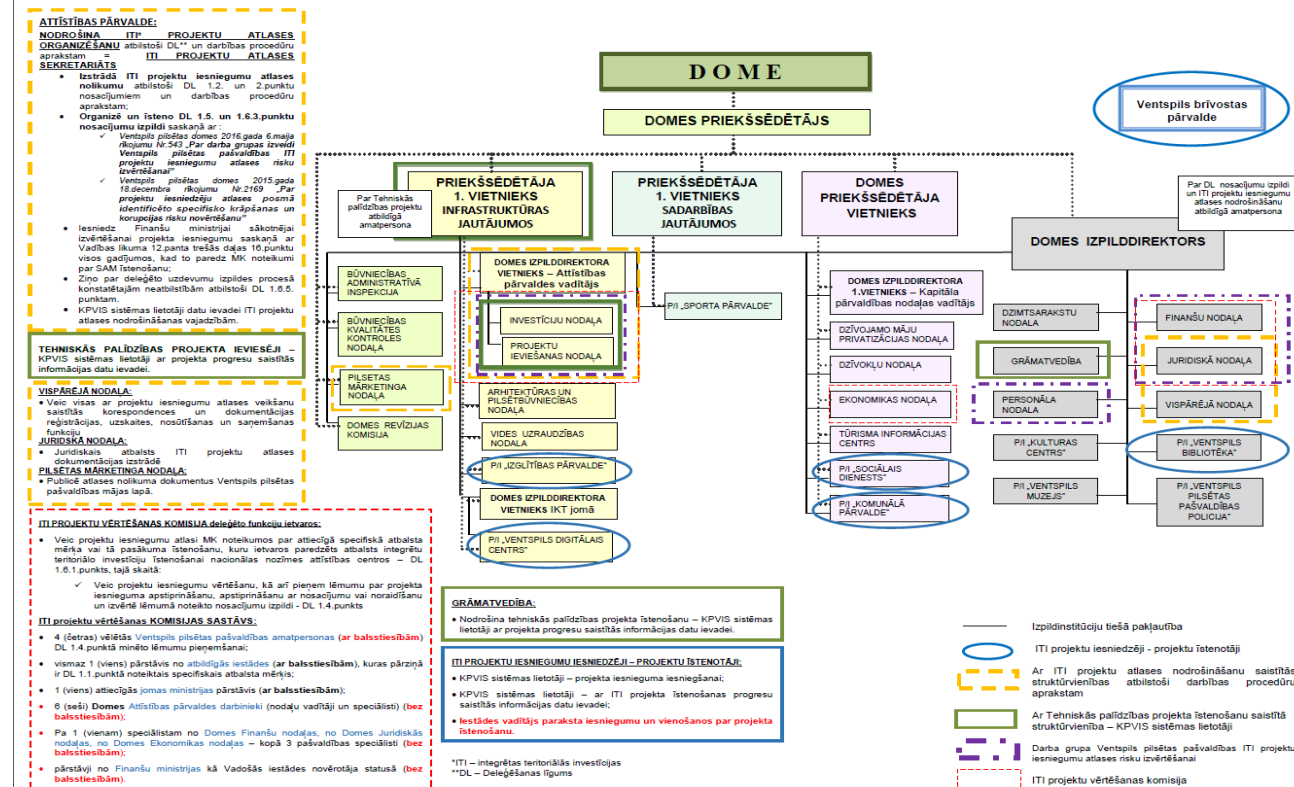 ATTĪSTĪBAS PĀRVALDE:
NODROŠINA ITI* PROJEKTU ATLASES
ORGANIZĒŠANU atbilstoši DL** un darbības procedūru
aprakstam = ITI PROJEKTU ATLASES
SEKRETARIĀTS
• Izstrādā ITI projektu iesniegumu atlases
nolikumu atbilstoši DL 1.2. un 2.punktu
nosacījumiem un darbības procedūru
aprakstam;
• Organizē un īsteno DL 1.5. un 1.6.3.punktu
nosacījumu izpildi saskaņā ar :
✓ Ventspils pilsētas domes 2016.gada 6.maija
rīkojumu Nr.543 „Par darba grupas izveidi
Ventspils pilsētas pašvaldības ITI
projektu iesniegumu atlases risku
izvērtēšanai"
✓ Ventspils pilsētas domes 2015.gada
18.decembra rīkojumu Nr.2169 „Par
projektu iesniedzēju atlases posmā
identificēto specifisko krāpšanas un
korupcijas risku novērtēšanu"
• Iesniedz Finanšu ministrijai sākotnējai
izvērtēšanai projekta iesniegumu saskaņā ar
Vadības likuma 12.panta trešās daļas 16.punktu
visos gadījumos, kad to paredz MK noteikumi
par SAM īstenošanu;
• Ziņo par deleģēto uzdevumu izpildes procesā
konstatētajām neatbilstībām atbilstoši DL 1.6.5.
punktam.
• KPVIS sistēmas lietotāji datu ievadei ITI projektu
atlases nodrošināšanas vajadzībām.
TEHNISKĀS PALĪDZĪBAS PROJEKTA IEVIESĒJI –
KPVIS sistēmas lietotāji ar projekta progresu saistītās
informācijas datu ievadei.
VISPĀRĒJĀ NODAĻA:
• Veic visas ar projektu iesniegumu atlases veikšanu
saistītās korespondences un dokumentācijas
reģistrācijas, uzskaites, nosūtīšanas un saņemšanas
funkciju
JURIDSKĀ NODAĻA:
• Juridiskais atbalsts ITI projektu atlases
dokumentācijas izstrādē
PILSĒTAS MĀRKETINGA NODAĻA:
• Publicē atlases nolikuma dokumentus Ventspils pilsētas
pašvaldības mājas lapā.
ITI PROJEKTU VĒRTĒŠANAS KOMISIJA deleģēto funkciju ietvaros:
• Veic projektu iesniegumu atlasi MK noteikumos par attiecīgā specifiskā atbalsta
mērķa vai tā pasākuma īstenošanu, kuru ietvaros paredzēts atbalsts integrētu
teritoriālo investīciju īstenošanai nacionālas nozīmes attīstības centros – DL
1.6.1.punkts, tajā skaitā:
✓ Veic projektu iesniegumu vērtēšanu, kā arī pieņem lēmumu par projekta
iesnieguma apstiprināšanu, apstiprināšanu ar nosacījumu vai noraidīšanu
un izvērtē lēmumā noteikto nosacījumu izpildi - DL 1.4.punkts
ITI projektu vērtēšanas KOMISIJAS SASTĀVS:
• 4 (četras) vēlētās Ventspils pilsētas pašvaldības amatpersonas (ar balsstiesībām)
DL 1.4.punktā minēto lēmumu pieņemšanai;
• vismaz 1 (viens) pārstāvis no atbildīgās iestādes (ar balsstiesībām), kuras pārziņā
ir DL 1.1.punktā noteiktais specifiskais atbalsta mērķis;
• 1 (viens) attiecīgās jomas ministrijas pārstāvis (ar balsstiesībām);
• 6 (seši) Domes Attīstības pārvaldes darbinieki (nodaļu vadītāji un speciālisti) (bez
balsstiesībām);
• Pa 1 (vienam) speciālistam no Domes Finanšu nodaļas, no Domes Juridiskās
nodaļas, no Domes Ekonomikas nodaļas – kopā 3 pašvaldības speciālisti (bez
balsstiesībām);
• pārstāvji no Finanšu ministrijas kā Vadošās iestādes novērotāja statusā (bez
balsstiesībām).
DOME
DOMES PRIEKŠSĒDĒTĀJS
Ventspils brīvostas
pārvalde
Par Tehniskās
palīdzības projektu
atbildīgā
amatpersona
PRIEKŠSĒDĒTĀJA
1. VIETNIEKS
INFRASTRUKTŪRAS
JAUTĀJUMOS
PRIEKŠSĒDĒTĀJA
1. VIETNIEKS
SADARBĪBAS
JAUTĀJUMOS
DOMES
PRIEKŠSĒDĒTĀJA
VIETNIEKS
Par DL nosacījumu izpildi
un ITI projektu iesniegumu
atlases nodrošināšanu
atbildīgā amatpersona
DOMES IZPILDDIREKTORS
BŪVNIECĪBAS
ADMINISTRATĪVĀ
INSPEKCIJA
BŪVNIECĪBAS
KVALITĀTES
KONTROLES
NODAĻA
PILSĒTAS
MĀRKETINGA
NODAĻA
DOMES REVĪZIJAS
KOMISIJA
DOMES IZPILDDIREKTORA
VIETNIEKS – Attīstības
pārvaldes vadītājs
INVESTĪCIJU NODAĻA
PROJEKTU
IEVIEŠANAS NODAĻA
ARHITEKTŪRAS UN
PILSĒTBŪVNIECĪBAS
NODAĻA
VIDES UZRAUDZĪBAS
NODAĻA
P/I „IZGLĪTĪBAS PĀRVALDE"
DOMES IZPILDDIREKTORA
VIETNIEKS IKT jomā
P/I „VENTSPILS DIGITĀLAIS
CENTRS"
P/I „SPORTA PĀRVALDE"
DOMES IZPILDDIREKTORA
1.VIETNIEKS – Kapitāla
pārvaldības nodaļas vadītājs
DZĪVOJAMO MĀJU
PRIVATIZĀCIJAS NODAĻA
DZĪVOKĻU NODAĻA
EKONOMIKAS NODAĻA
TŪRISMA INFORMĀCIJAS
CENTRS
P/I „SOCIĀLAIS
DIENESTS"
P/I „KOMUNĀLĀ
PĀRVALDE"
DZIMTSARAKSTU
NODAĻA
GRĀMATVEDĪBA
PERSONĀLA
NODAĻA
P/I „KULTURAS
CENTRS"
P/I „VENTSPILS
MUZEJS"
FINANŠU NODAĻA
JURIDISKĀ NODAĻA
VISPĀRĒJĀ NODAĻA
P/I „VENTSPILS
BIBLIOTĒKA"
P/I „VENTSPILS
PILSĒTAS
PAŠVALDĪBAS
POLICIJA"
GRĀMATVEDĪBA:
• Nodrošina tehniskās palīdzības projekta īstenošanu – KPVIS sistēmas
lietotāji ar projekta progresu saistītās informācijas datu ievadei.
ITI PROJEKTU IESNIEGUMU IESNIEDZĒJI – PROJEKTU ĪSTENOTĀJI:
• KPVIS sistēmas lietotāji – projekta iesnieguma iesniegšanai;
• KPVIS sistēmas lietotāji – ar ITI projekta īstenošanas progresu
saistītās informācijas datu ievadei;
• Iestādes vadītājs paraksta iesniegumu un vienošanos par projekta
īstenošanu.
*ITI – integrētas teritoriālās investīcijas
**DL – Deleģēšanas līgums
Izpildinstitūciju tiešā pakļautība
ITI projektu iesniedzēji - projektu īstenotāji
Ar ITI projektu atlases nodrošināšanu saistītās
struktūrvienības atbilstoši darbības procedūru
aprakstam
Ar Tehniskās palīdzības projekta īstenošanu saistītā
struktūrvienība – KPVIS sistēmas lietotāji
Darba grupa Ventspils pilsētas pašvaldības ITI projektu
iesniegumu atlases risku izvērtēšanai
ITI projektu vērtēšanas komisija